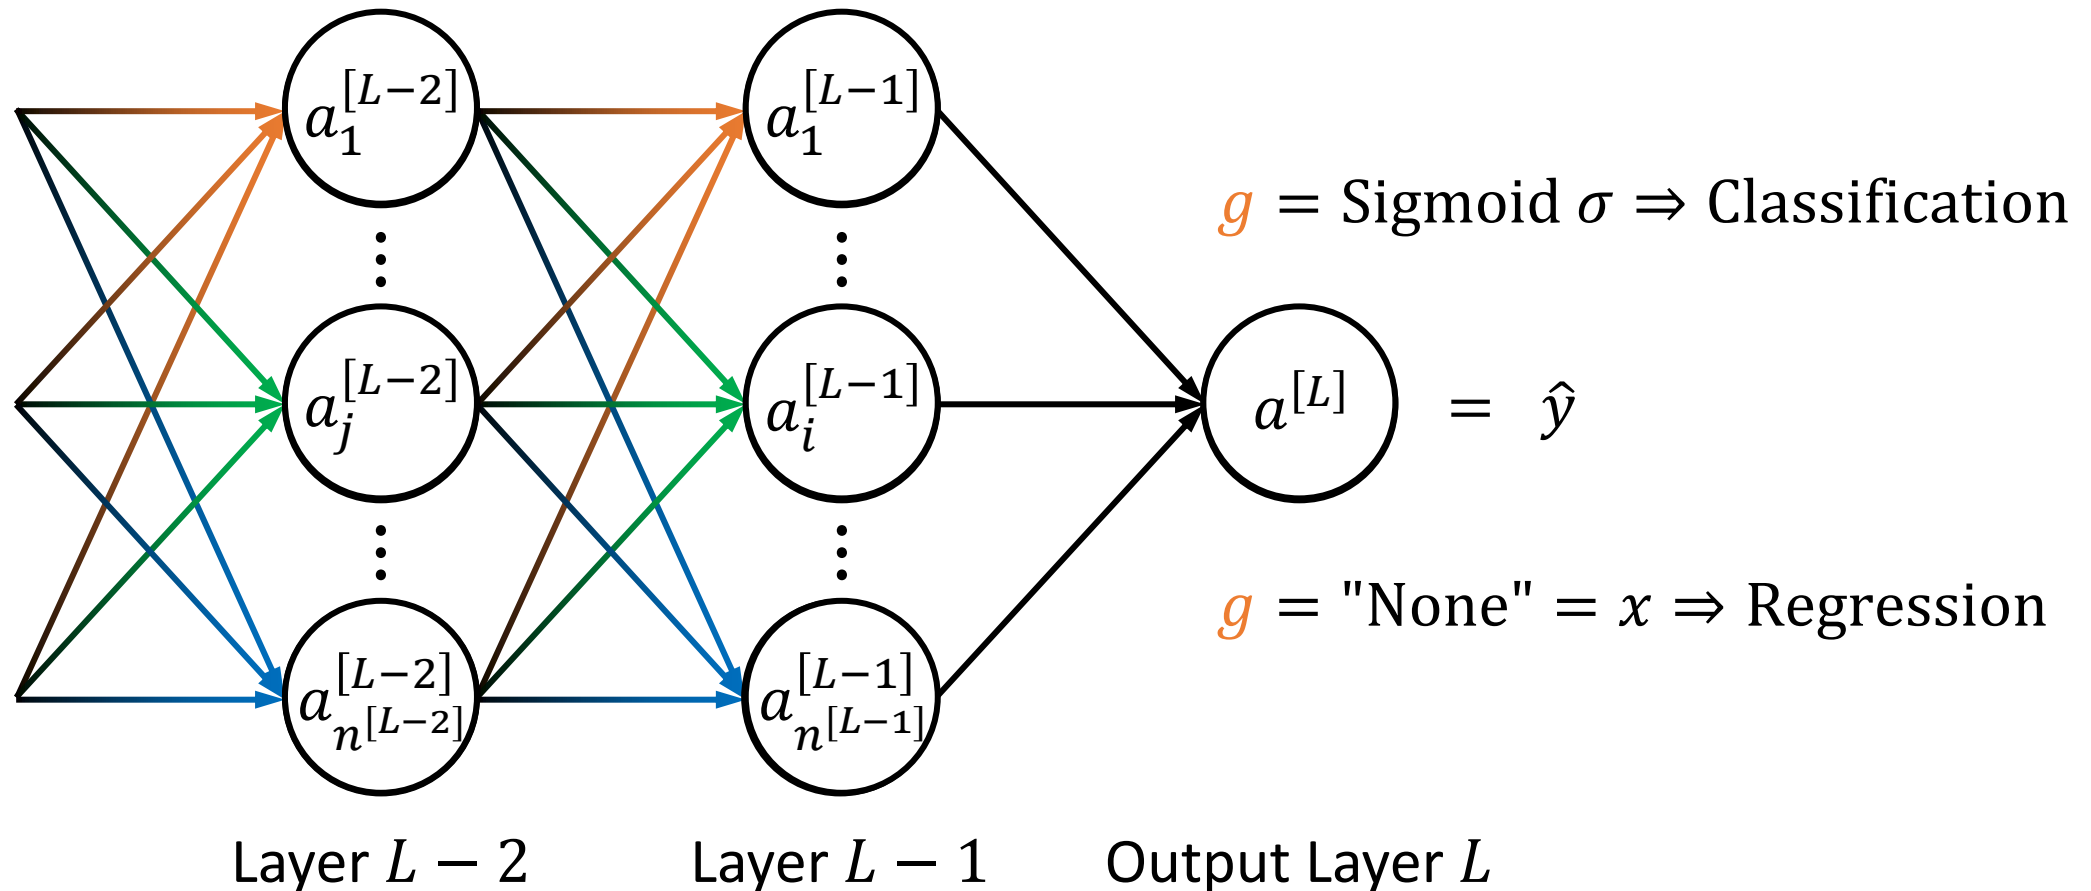 a_1^{[L−2]}
a_1^{[L−1]}
g = Sigmoid σ ⇒ Classification
a_j^{[L−2]}
a_i^{[L−1]}
a^{[L]} = ŷ
g = "None" = x ⇒ Regression
a_{n^{[L−2]}}^{[L−2]}
a_{n^{[L−1]}}^{[L−1]}
Layer L − 2
Layer L − 1
Output Layer L